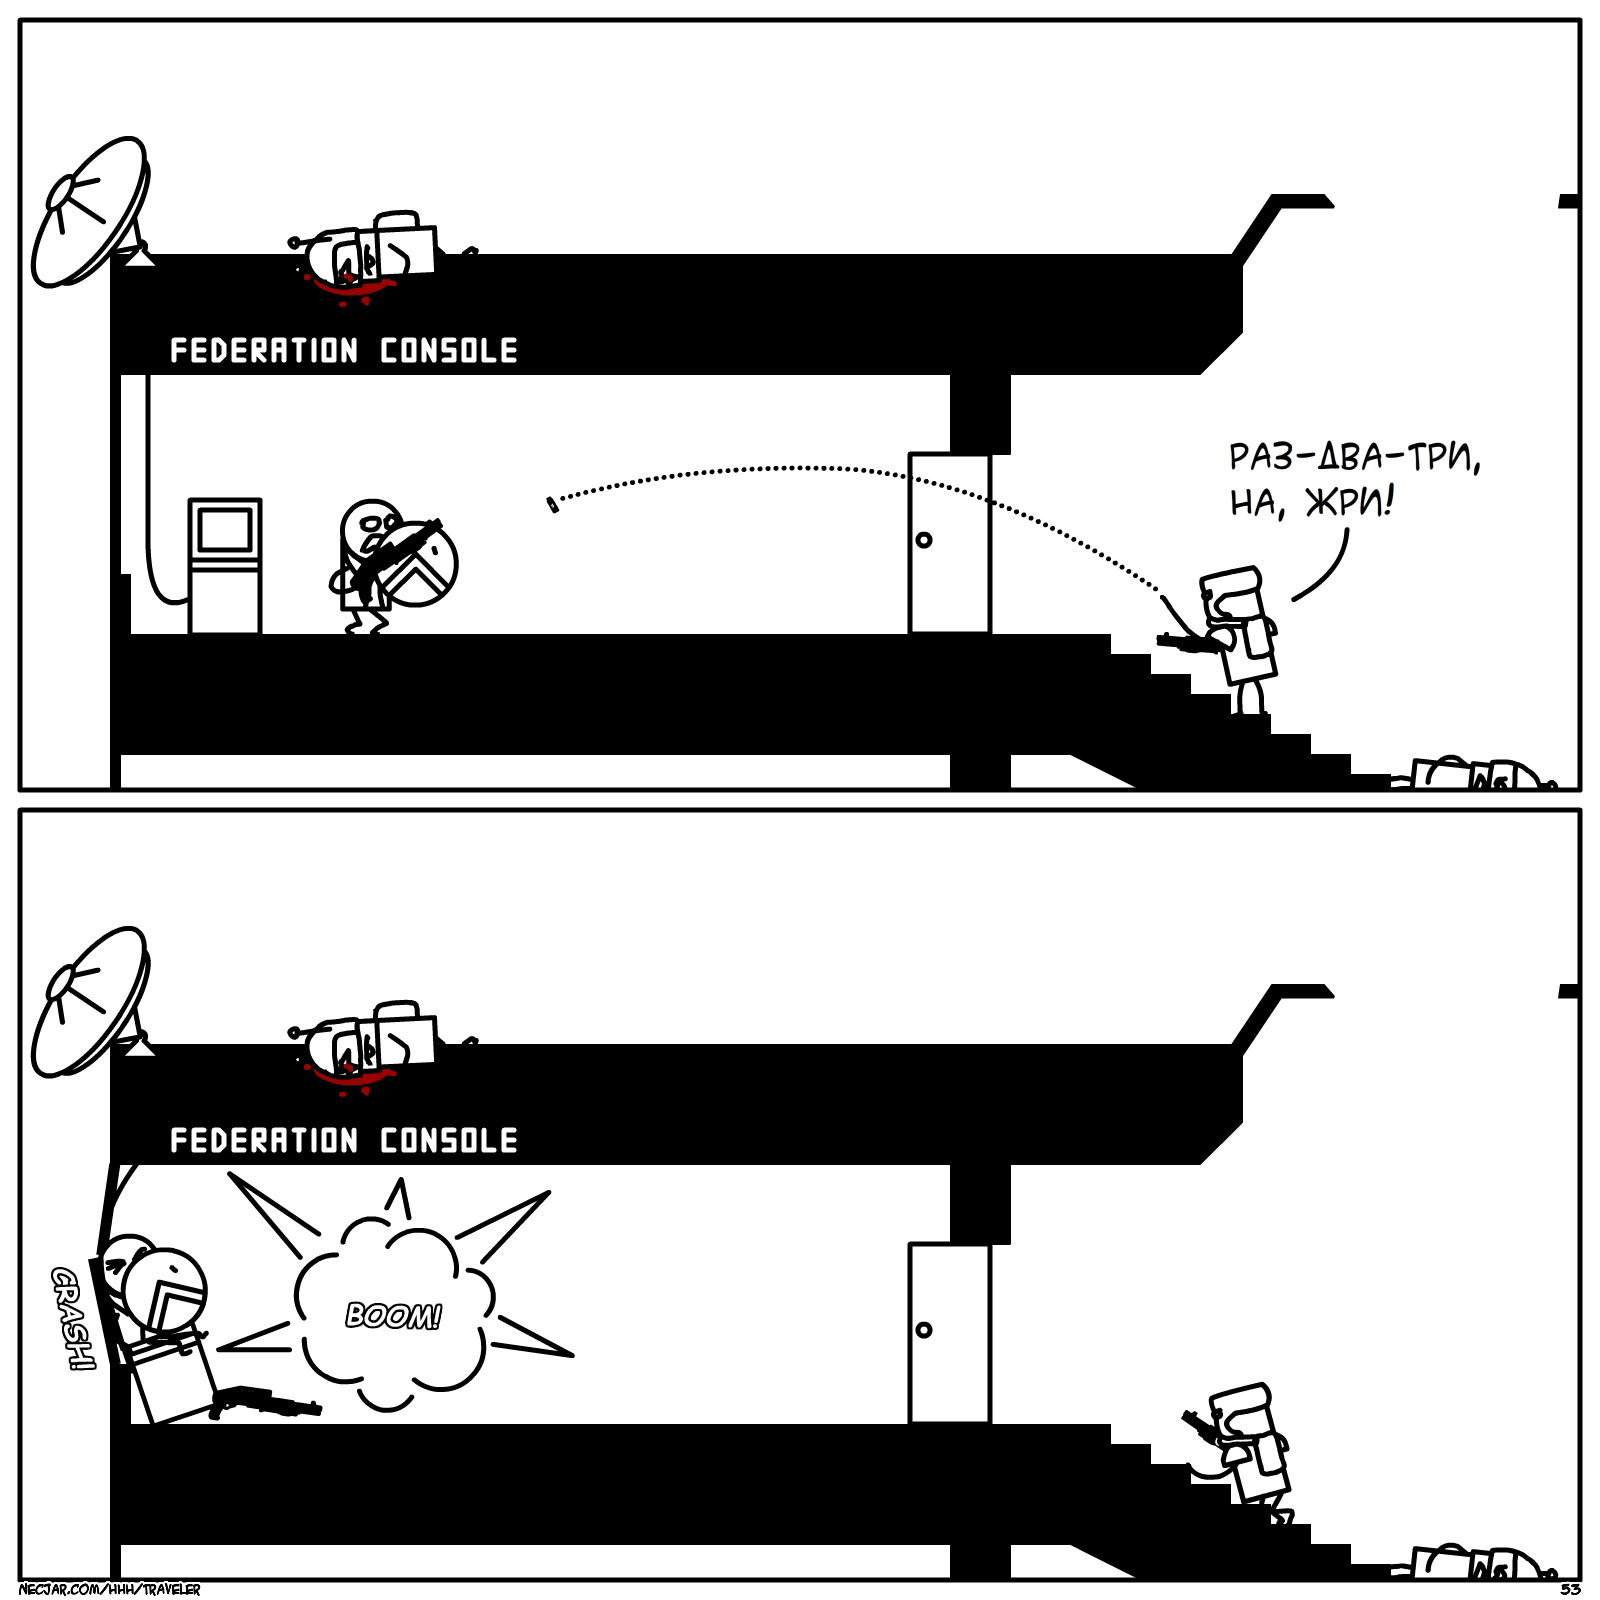 FEDERATION CONSOLE
РАЗ-ДВА-ТРИ,
НА, ЖРИ!
FEDERATION CONSOLE
CRASH!
BOOM!
NECJAR.COM/HHH/TRAVELER
53